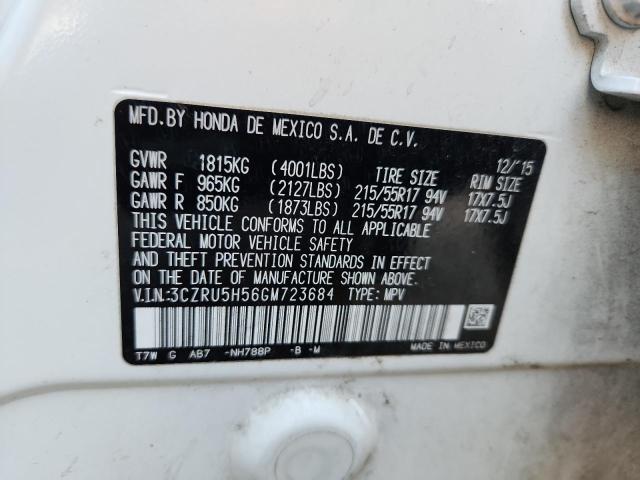 MFD.BY HONDA DE MEXICO S.A. DE C.V.
12/'15
GVWR 1815KG (4001LBS) TIRE SIZE RIM SIZE
GAWR F 965KG (2127LBS) 215/55R17 94V 17X7.5J
GAWR R 850KG (1873LBS) 215/55R17 94V 17X7.5J
THIS VEHICLE CONFORMS TO ALL APPLICABLE
FEDERAL MOTOR VEHICLE SAFETY
AND THEFT PREVENTION STANDARDS IN EFFECT
ON THE DATE OF MANUFACTURE SHOWN ABOVE.
V.I.N.:3CZRU5H56GM723684 TYPE: MPV
T7W G AB7 -NH788P -B -M MADE IN MEXICO